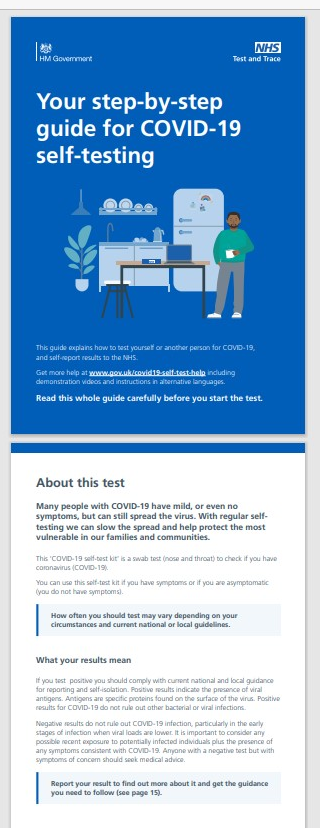 HM Government
NHS
Test and Trace
Your step-by-step
guide for COVID-19
self-testing
This guide explains how to test yourself or another person for COVID-19,
and self-report results to the NHS.
Get more help at www.gov.uk/covid19-self-test-help including
demonstration videos and instructions in alternative languages.
Read this whole guide carefully before you start the test.
About this test
Many people with COVID-19 have mild, or even no
symptoms, but can still spread the virus. With regular self-
testing we can slow the spread and help protect the most
vulnerable in our families and communities.
This 'COVID-19 self-test kit' is a swab test (nose and throat) to check if you have
coronavirus (COVID-19).
You can use this self-test kit if you have symptoms or if you are asymptomatic
(you do not have symptoms).
How often you should test may vary depending on your
circumstances and current national or local guidelines.
What your results mean
If you test positive you should comply with current national and local guidance
for reporting and self-isolation. Positive results indicate the presence of viral
antigens. Antigens are specific proteins found on the surface of the virus. Positive
results for COVID-19 do not rule out other bacterial or viral infections.
Negative results do not rule out COVID-19 infection, particularly in the early
stages of infection when viral loads are lower. It is important to consider any
possible recent exposure to potentially infected individuals plus the presence of
any symptoms consistent with COVID-19. Anyone with a negative test but with
symptoms of concern should seek medical advice.
Report your result to find out more about it and get the guidance
you need to follow (see page 15).